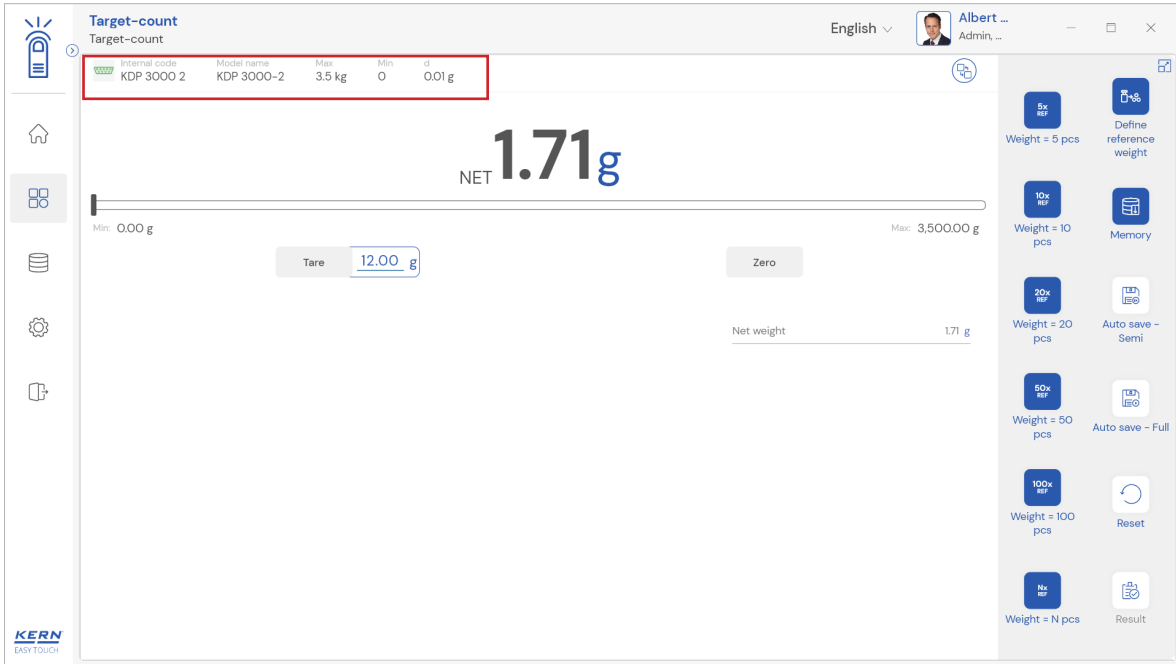 Target-count
Target-count
English
Albert ...
Admin, ...
Internal code
KDP 3000 2
Model name
KDP 3000-2
Max
3.5 kg
Min
0
d
0.01 g
NET 1.71 g
Min: 0.00 g
Max: 3,500.00 g
Tare 12.00 g
Zero
Net weight 1.71 g
5x
REF
Weight = 5 pcs
Define
reference
weight
10x
REF
Weight = 10
pcs
Memory
20x
REF
Weight = 20
pcs
Auto save -
Semi
50x
REF
Weight = 50
pcs
Auto save - Full
100x
REF
Weight = 100
pcs
Reset
Nx
REF
Weight = N pcs
Result
KERN
EASY TOUCH